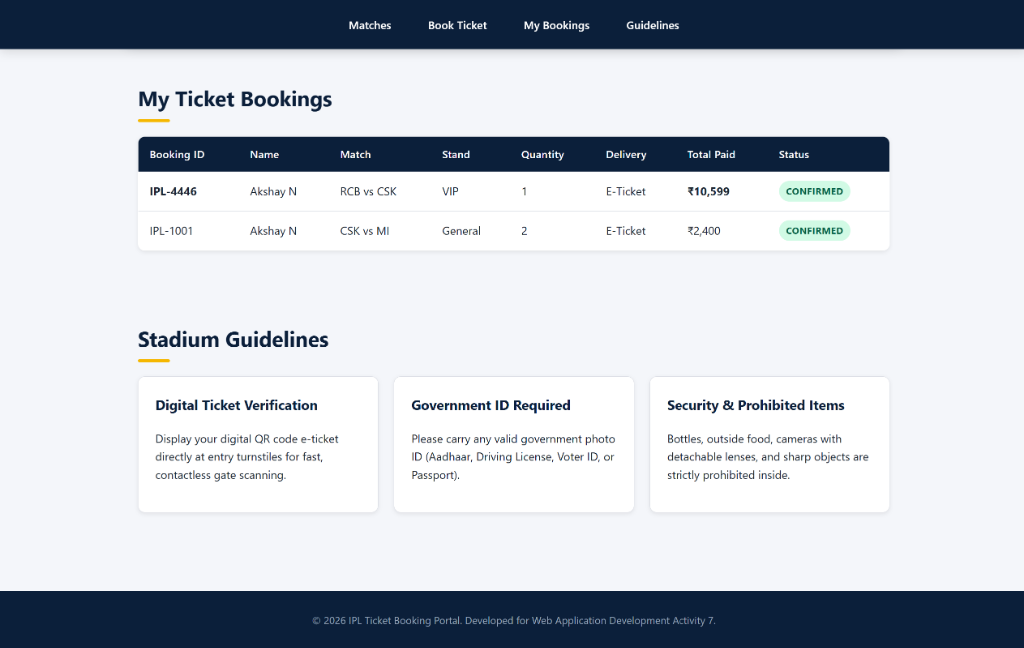 Matches Book Ticket My Bookings Guidelines
My Ticket Bookings
Booking ID Name Match Stand Quantity Delivery Total Paid Status
IPL-4446 Akshay N RCB vs CSK VIP 1 E-Ticket ₹10,599 CONFIRMED
IPL-1001 Akshay N CSK vs MI General 2 E-Ticket ₹2,400 CONFIRMED
Stadium Guidelines
Digital Ticket Verification
Display your digital QR code e-ticket
directly at entry turnstiles for fast,
contactless gate scanning.
Government ID Required
Please carry any valid government photo
ID (Aadhaar, Driving License, Voter ID, or
Passport).
Security & Prohibited Items
Bottles, outside food, cameras with
detachable lenses, and sharp objects are
strictly prohibited inside.
© 2026 IPL Ticket Booking Portal. Developed for Web Application Development Activity 7.